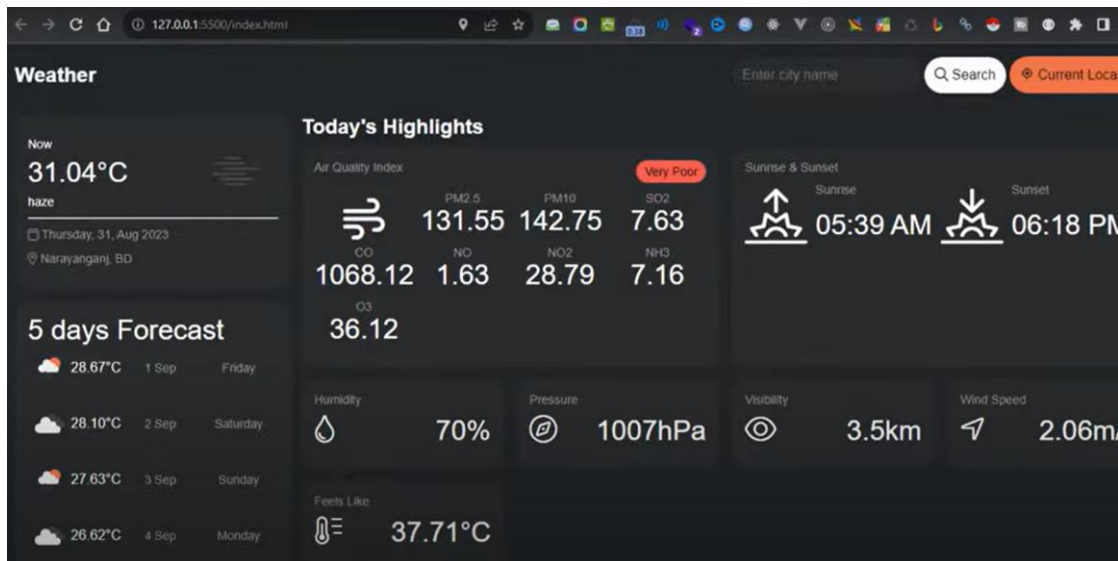 127.0.0.1:5500/index.html
0.38
2
Weather
Enter city name
Search
Current Loca
Now
31.04°C
haze
Thursday, 31, Aug 2023
Narayanganj, BD
5 days Forecast
28.67°C 1 Sep Friday
28.10°C 2 Sep Saturday
27.63°C 3 Sep Sunday
26.62°C 4 Sep Monday
Today's Highlights
Air Quality Index
Very Poor
PM2.5 PM10 SO2
131.55 142.75 7.63
CO NO NO2 NH3
1068.12 1.63 28.79 7.16
O3
36.12
Sunrise & Sunset
Sunrise
05:39 AM
Sunset
06:18 PM
Humidity
70%
Pressure
1007hPa
Visibility
3.5km
Wind Speed
2.06m/
Feels Like
37.71°C